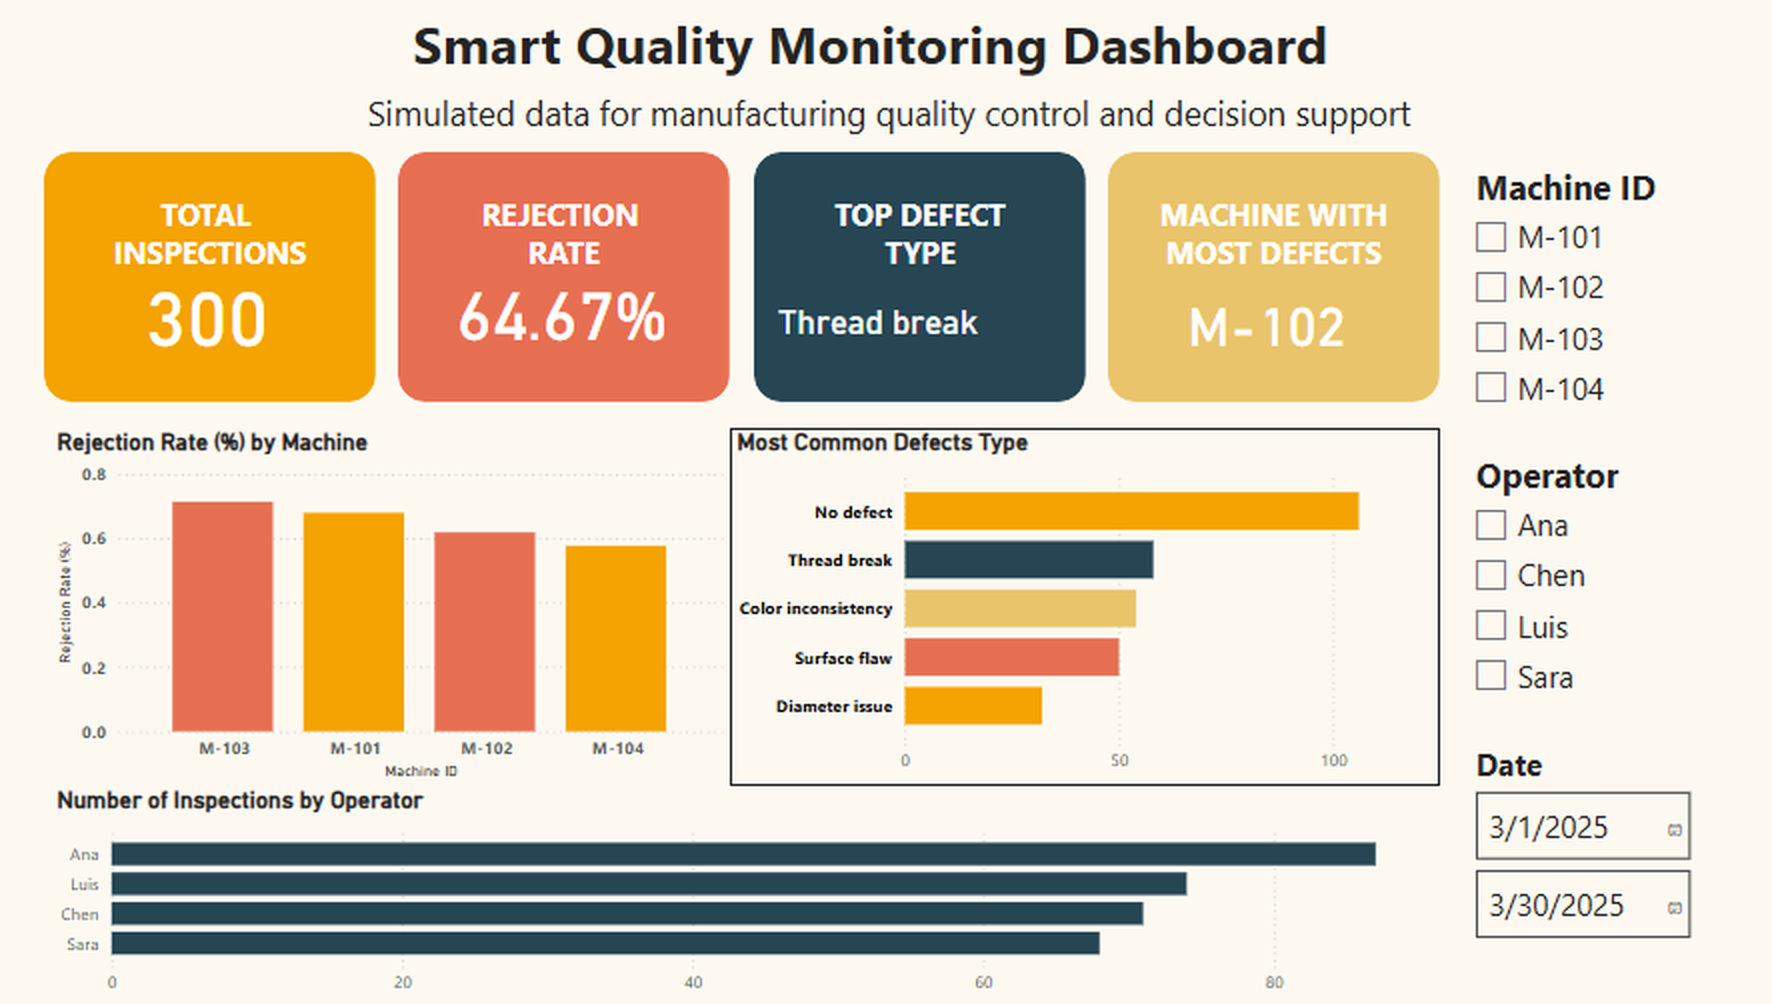 Smart Quality Monitoring Dashboard
Simulated data for manufacturing quality control and decision support
TOTAL
INSPECTIONS
300
REJECTION
RATE
64.67%
TOP DEFECT
TYPE
Thread break
MACHINE WITH
MOST DEFECTS
M-102
Machine ID
M-101
M-102
M-103
M-104
Operator
Ana
Chen
Luis
Sara
Date
3/1/2025
3/30/2025
Rejection Rate (%) by Machine
Rejection Rate (%)
0.8
0.6
0.4
0.2
0.0
M-103 M-101 M-102 M-104
Machine ID
Most Common Defects Type
No defect
Thread break
Color inconsistency
Surface flaw
Diameter issue
0 50 100
Number of Inspections by Operator
Ana
Luis
Chen
Sara
0 20 40 60 80